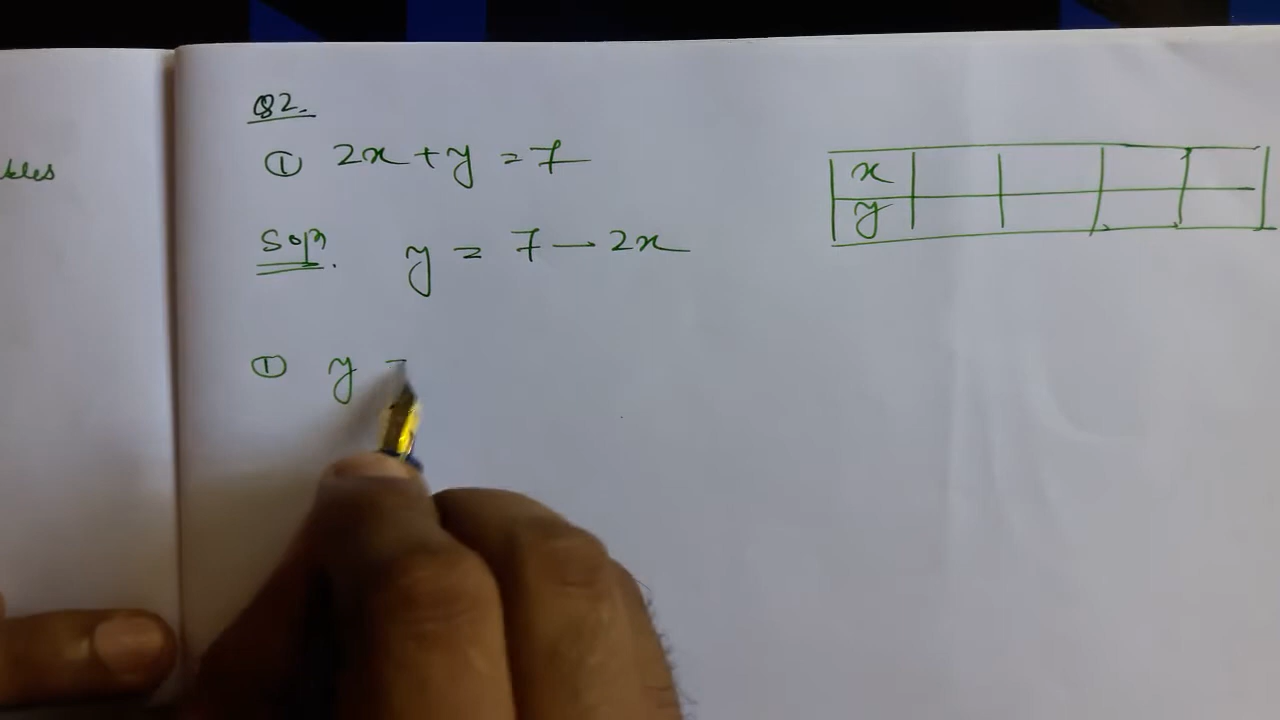 bles
Q2.
① 2x + y = 7
x
y
Soln.
y = 7 - 2x
① y =